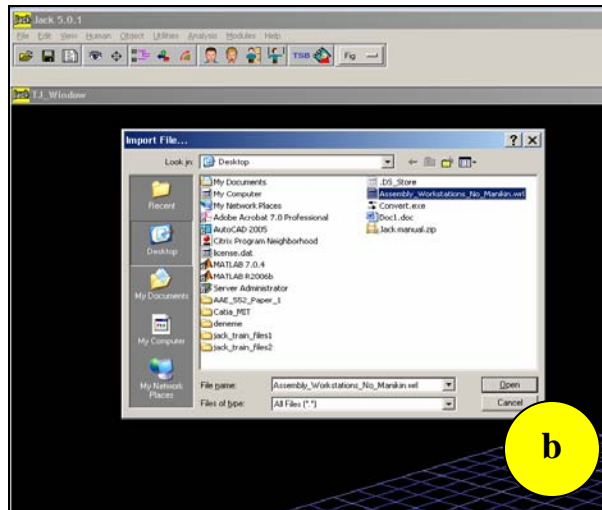 Jack Jack 5.0.1
File Edit View Human Object Utilities Analysis Modules Help
TSB Fig
Jack TJ_Window
Import File...
Look in: Desktop
Recent
Desktop
My Documents
My Computer
My Network Places
My Documents
My Computer
My Network Places
Adobe Acrobat 7.0 Professional
AutoCAD 2005
Citrix Program Neighborhood
license.dat
MATLAB 7.0.4
MATLAB R2006b
Server Administrator
AAE_552_Paper_1
Catia_MIT
deneme
jack_train_files1
jack_train_files2
.DS_Store
Assembly_Workstations_No_Manikin.wrl
Convert.exe
Doc1.doc
Jack manual.zip
File name: Assembly_Workstations_No_Manikin.wrl
Open
Files of type: All Files (*.*)
Cancel
b